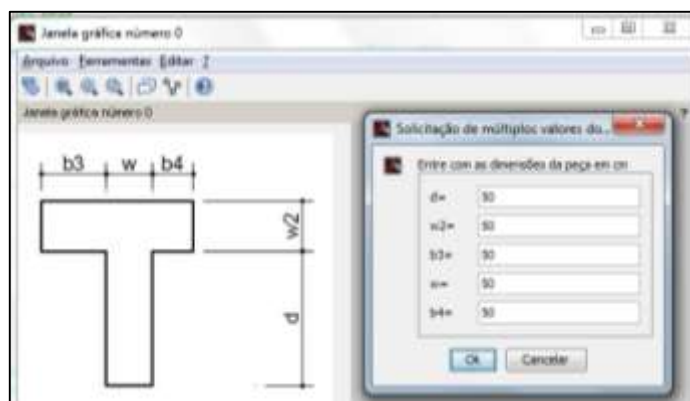 Janela gráfica número 0
Arquivo Ferramentas Editar ?
Janela gráfica número 0
?
b3 w b4
w2
d
Solicitação de múltiplos valores do...
Entre com as dimensões da peça em cm
d= 50
w2= 50
b3= 50
w= 50
b4= 50
Ok Cancelar